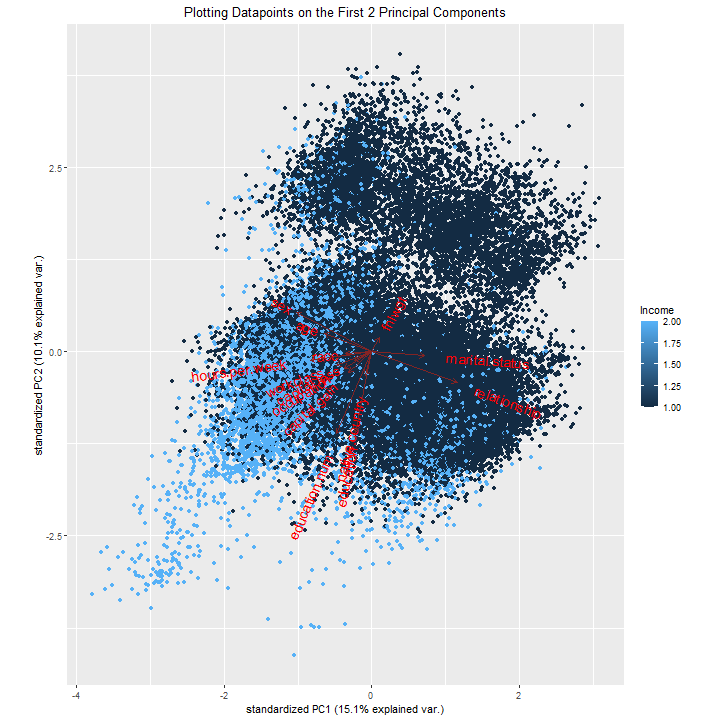 Plotting Datapoints on the First 2 Principal Components
standardized PC2 (10.1% explained var.)
2.5
0.0
-2.5
fnlwgt
marital.status
relationship
hours.per.week
education.num
Income
2.00
1.75
1.50
1.25
1.00
-4
-2
0
2
standardized PC1 (15.1% explained var.)